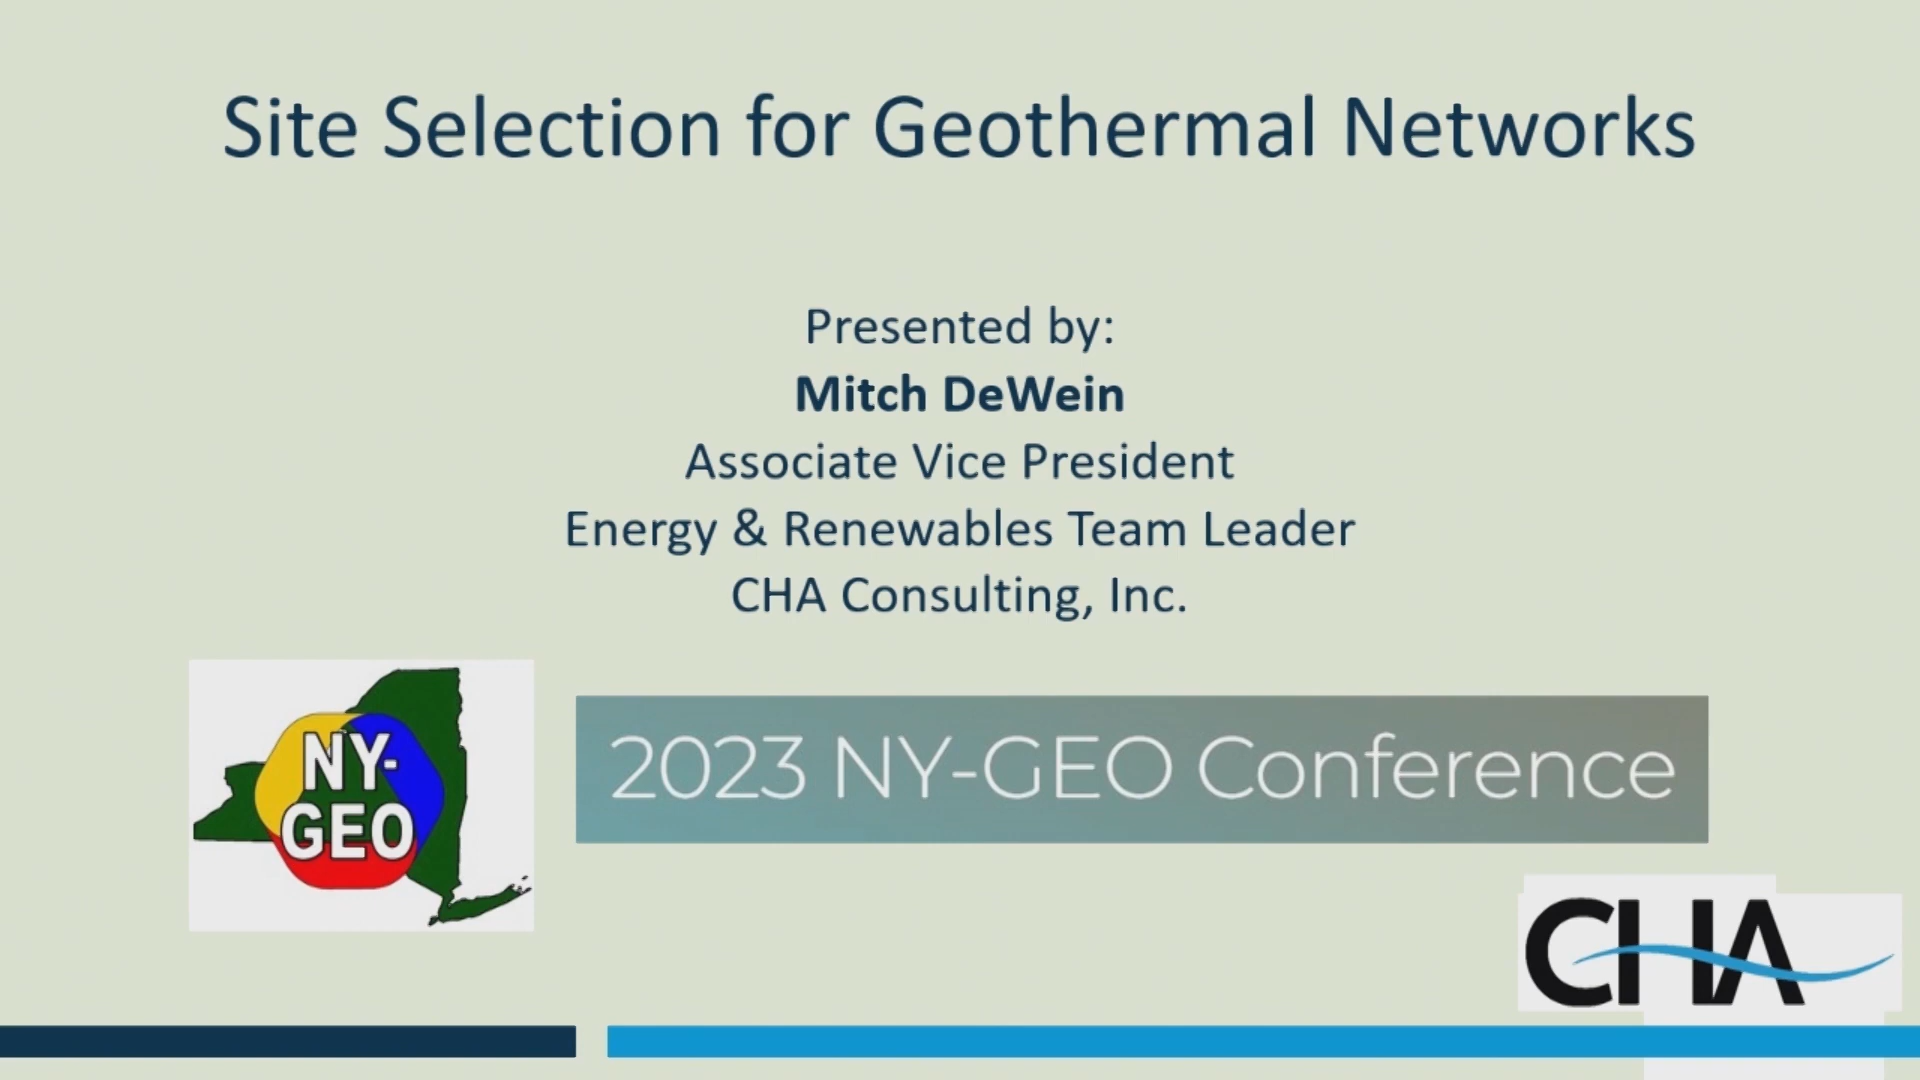 Site Selection for Geothermal Networks
Presented by:
Mitch DeWein
Associate Vice President
Energy & Renewables Team Leader
CHA Consulting, Inc.
NY-
GEO
2023 NY-GEO Conference
CHA